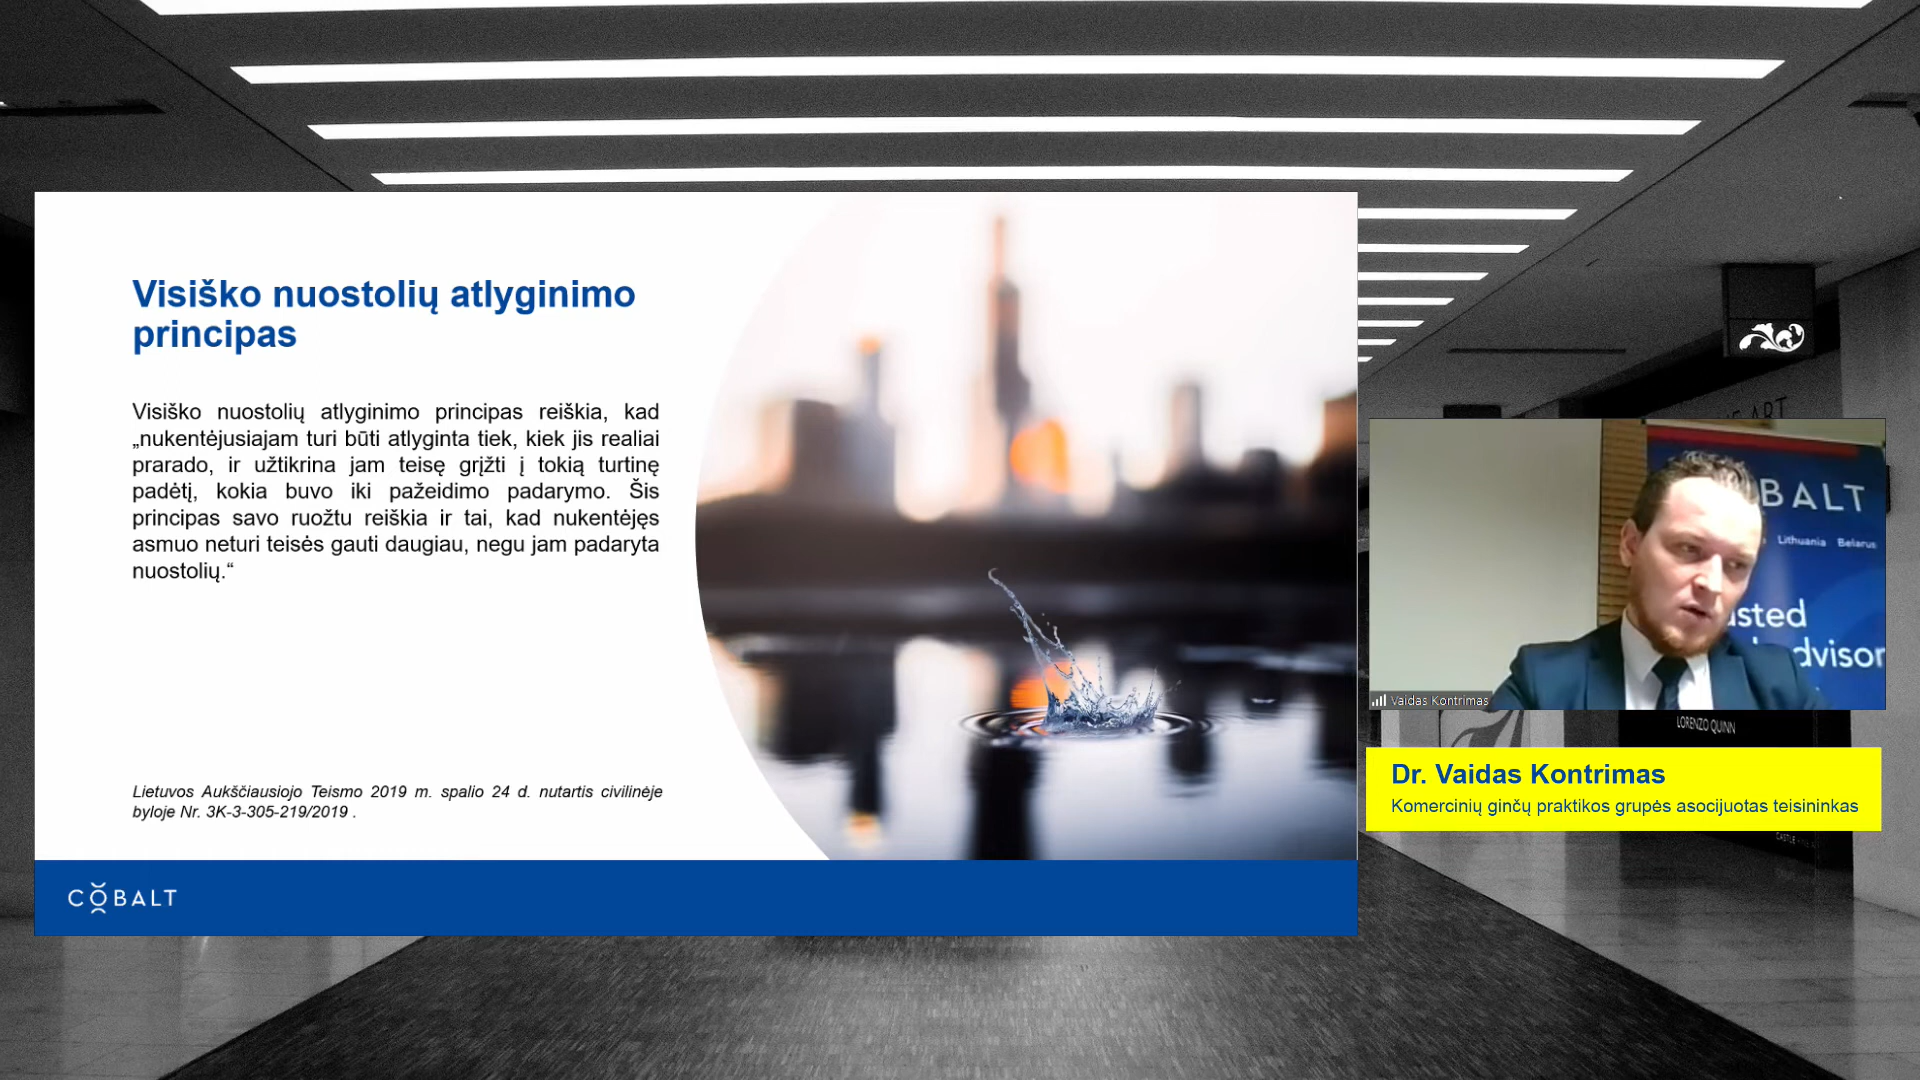 Visiško nuostolių atlyginimo
principas
Visiško nuostolių atlyginimo principas reiškia, kad
„nukentėjusiajam turi būti atlyginta tiek, kiek jis realiai
prarado, ir užtikrina jam teisę grįžti į tokią turtinę
padėtį, kokia buvo iki pažeidimo padarymo. Šis
principas savo ruožtu reiškia ir tai, kad nukentėjęs
asmuo neturi teisės gauti daugiau, negu jam padaryta
nuostolių.“
Lietuvos Aukščiausiojo Teismo 2019 m. spalio 24 d. nutartis civilinėje
byloje Nr. 3K-3-305-219/2019 .
COBALT
BALT
Lithuania Belarus
sted
dvisor
Vaidas Kontrimas
LORENZO QUINN
Dr. Vaidas Kontrimas
Komercinių ginčų praktikos grupės asocijuotas teisininkas